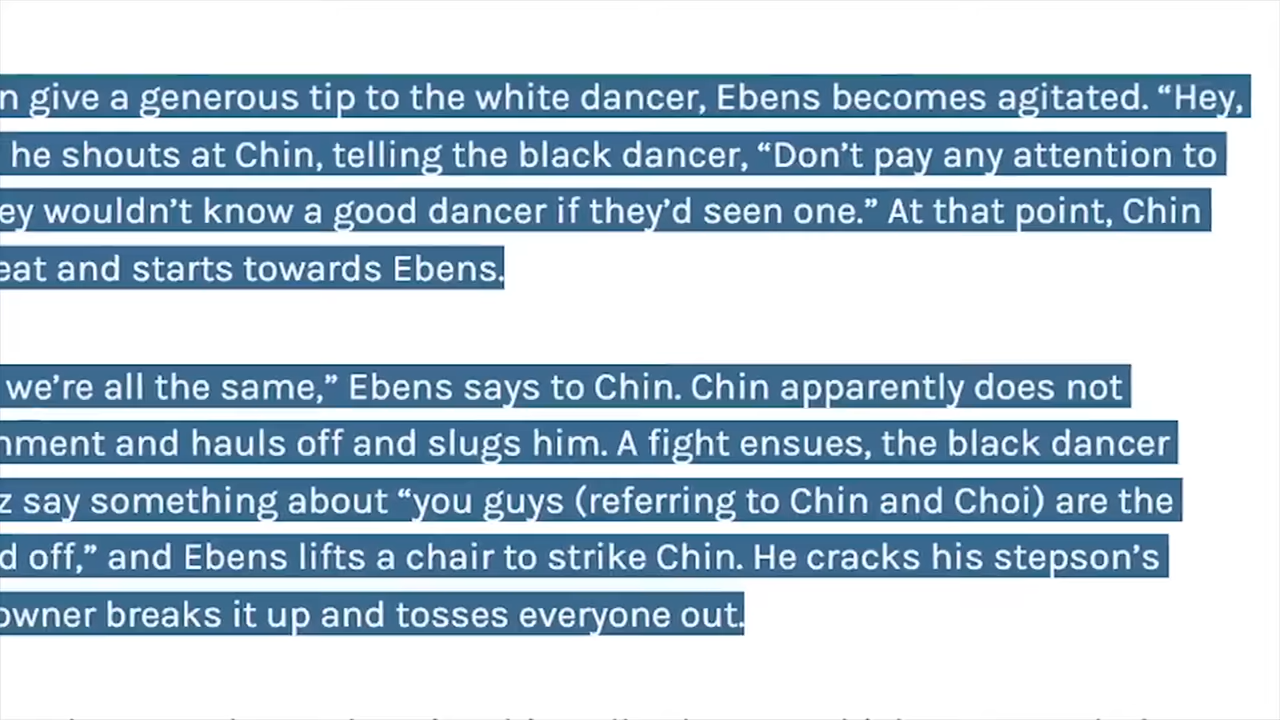 give a generous tip to the white dancer, Ebens becomes agitated. “Hey,
he shouts at Chin, telling the black dancer, “Don’t pay any attention to
ey wouldn’t know a good dancer if they’d seen one.” At that point, Chin
eat and starts towards Ebens.
we’re all the same,” Ebens says to Chin. Chin apparently does not
nment and hauls off and slugs him. A fight ensues, the black dancer
z say something about “you guys (referring to Chin and Choi) are the
d off,” and Ebens lifts a chair to strike Chin. He cracks his stepson’s
owner breaks it up and tosses everyone out.